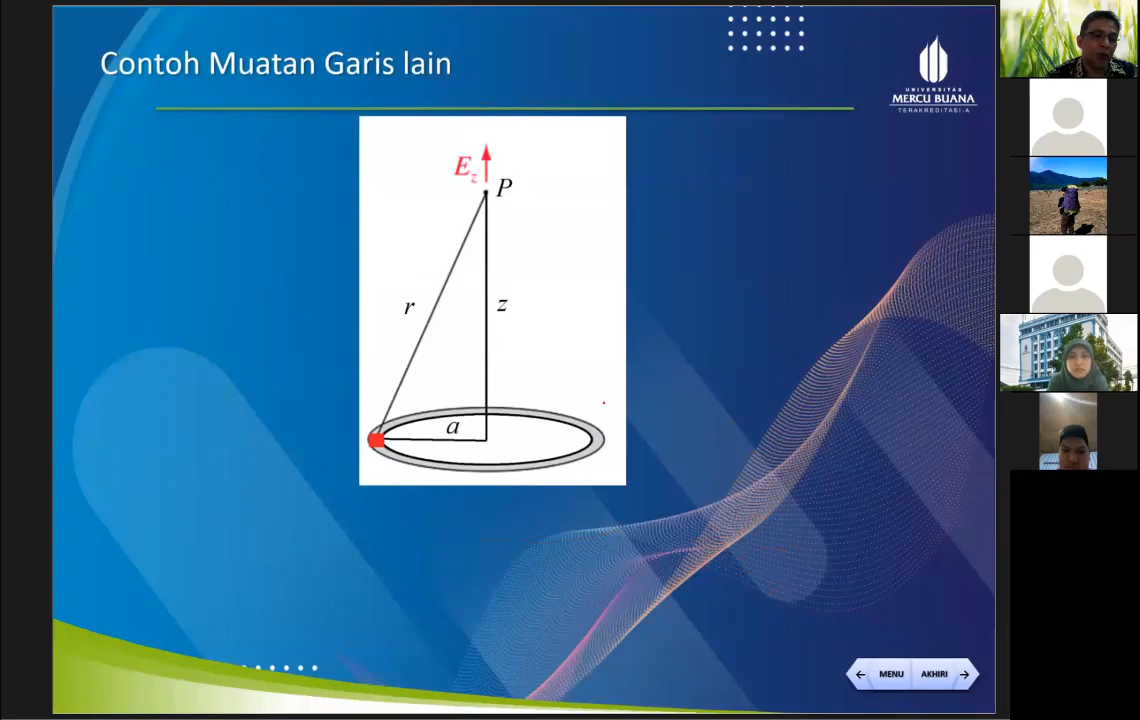 Contoh Muatan Garis lain
UNIVERSITAS
MERCU BUANA
TERAKREDITASI-A
E_z
P
r
z
a
MENU
AKHIRI